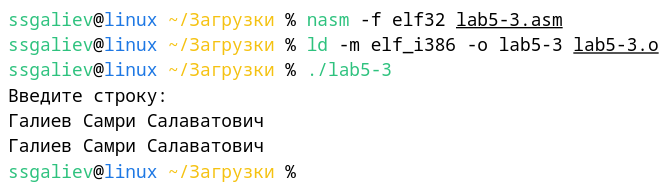 ssgaliev@linux ~/Загрузки % nasm -f elf32 lab5-3.asm
ssgaliev@linux ~/Загрузки % ld -m elf_i386 -o lab5-3 lab5-3.o
ssgaliev@linux ~/Загрузки % ./lab5-3
Введите строку:
Галиев Самри Салаватович
Галиев Самри Салаватович
ssgaliev@linux ~/Загрузки %